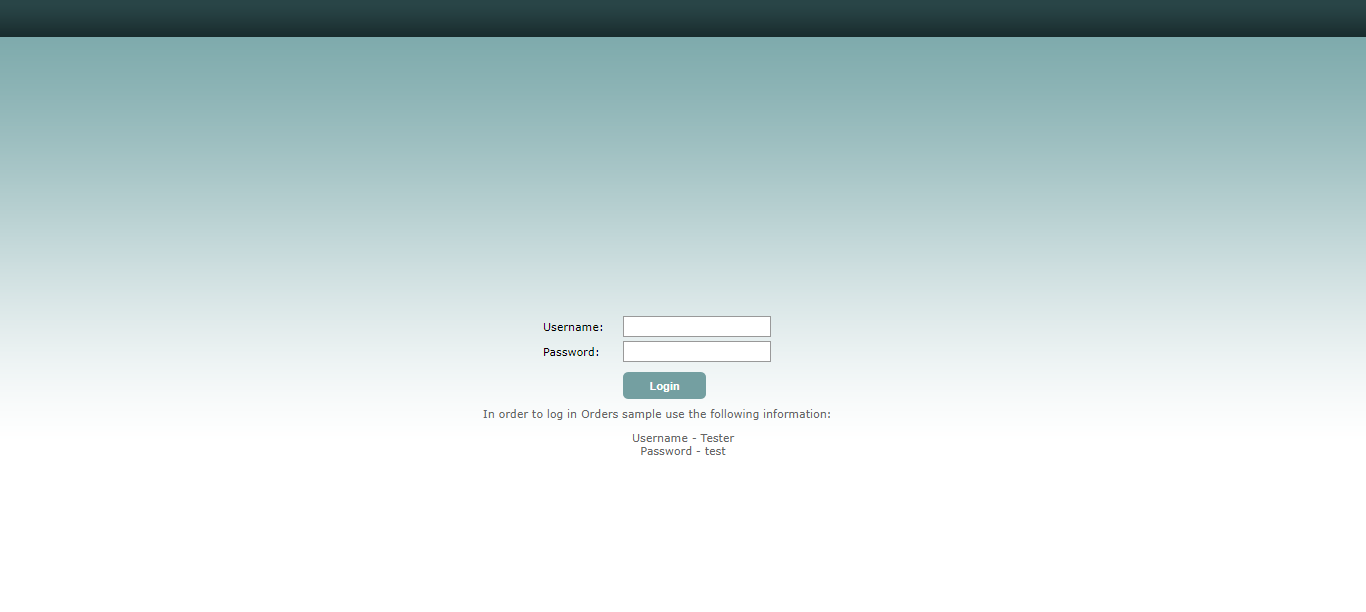 Username:
Password:
Login
In order to log in Orders sample use the following information:
Username - Tester
Password - test